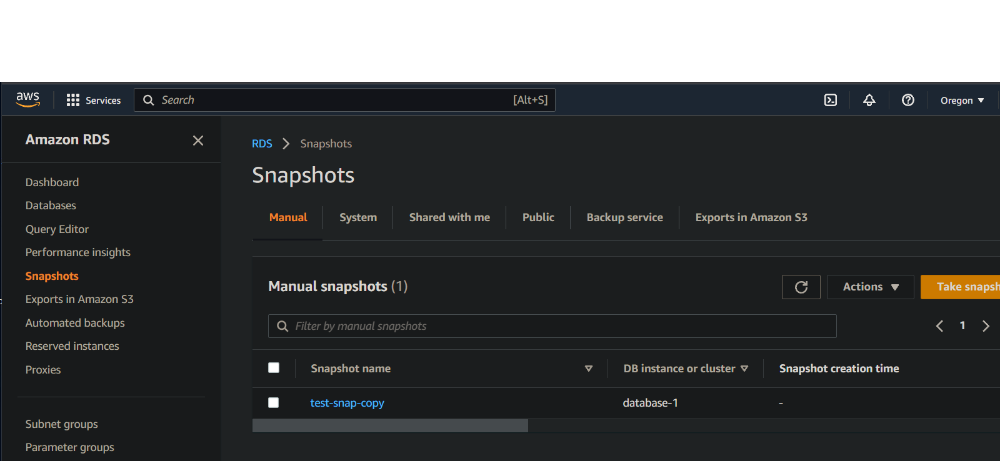 aws
Services
Search [Alt+S]
Oregon
Amazon RDS
Dashboard
Databases
Query Editor
Performance insights
Snapshots
Exports in Amazon S3
Automated backups
Reserved instances
Proxies
Subnet groups
Parameter groups
RDS Snapshots
Snapshots
Manual System Shared with me Public Backup service Exports in Amazon S3
Manual snapshots (1)
Actions
Take snapsh
Filter by manual snapshots
1
Snapshot name DB instance or cluster Snapshot creation time
test-snap-copy database-1 -